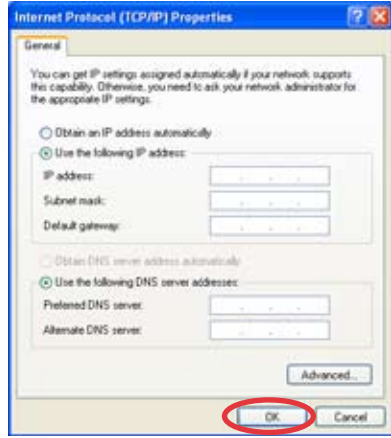 Internet Protocol (TCP/IP) Properties
General
You can get IP settings assigned automatically if your network supports
this capability. Otherwise, you need to ask your network administrator for
the appropriate IP settings.
Obtain an IP address automatically
Use the following IP address:
IP address:
Subnet mask:
Default gateway:
Obtain DNS server address automatically
Use the following DNS server addresses:
Preferred DNS server:
Alternate DNS server:
Advanced...
OK
Cancel